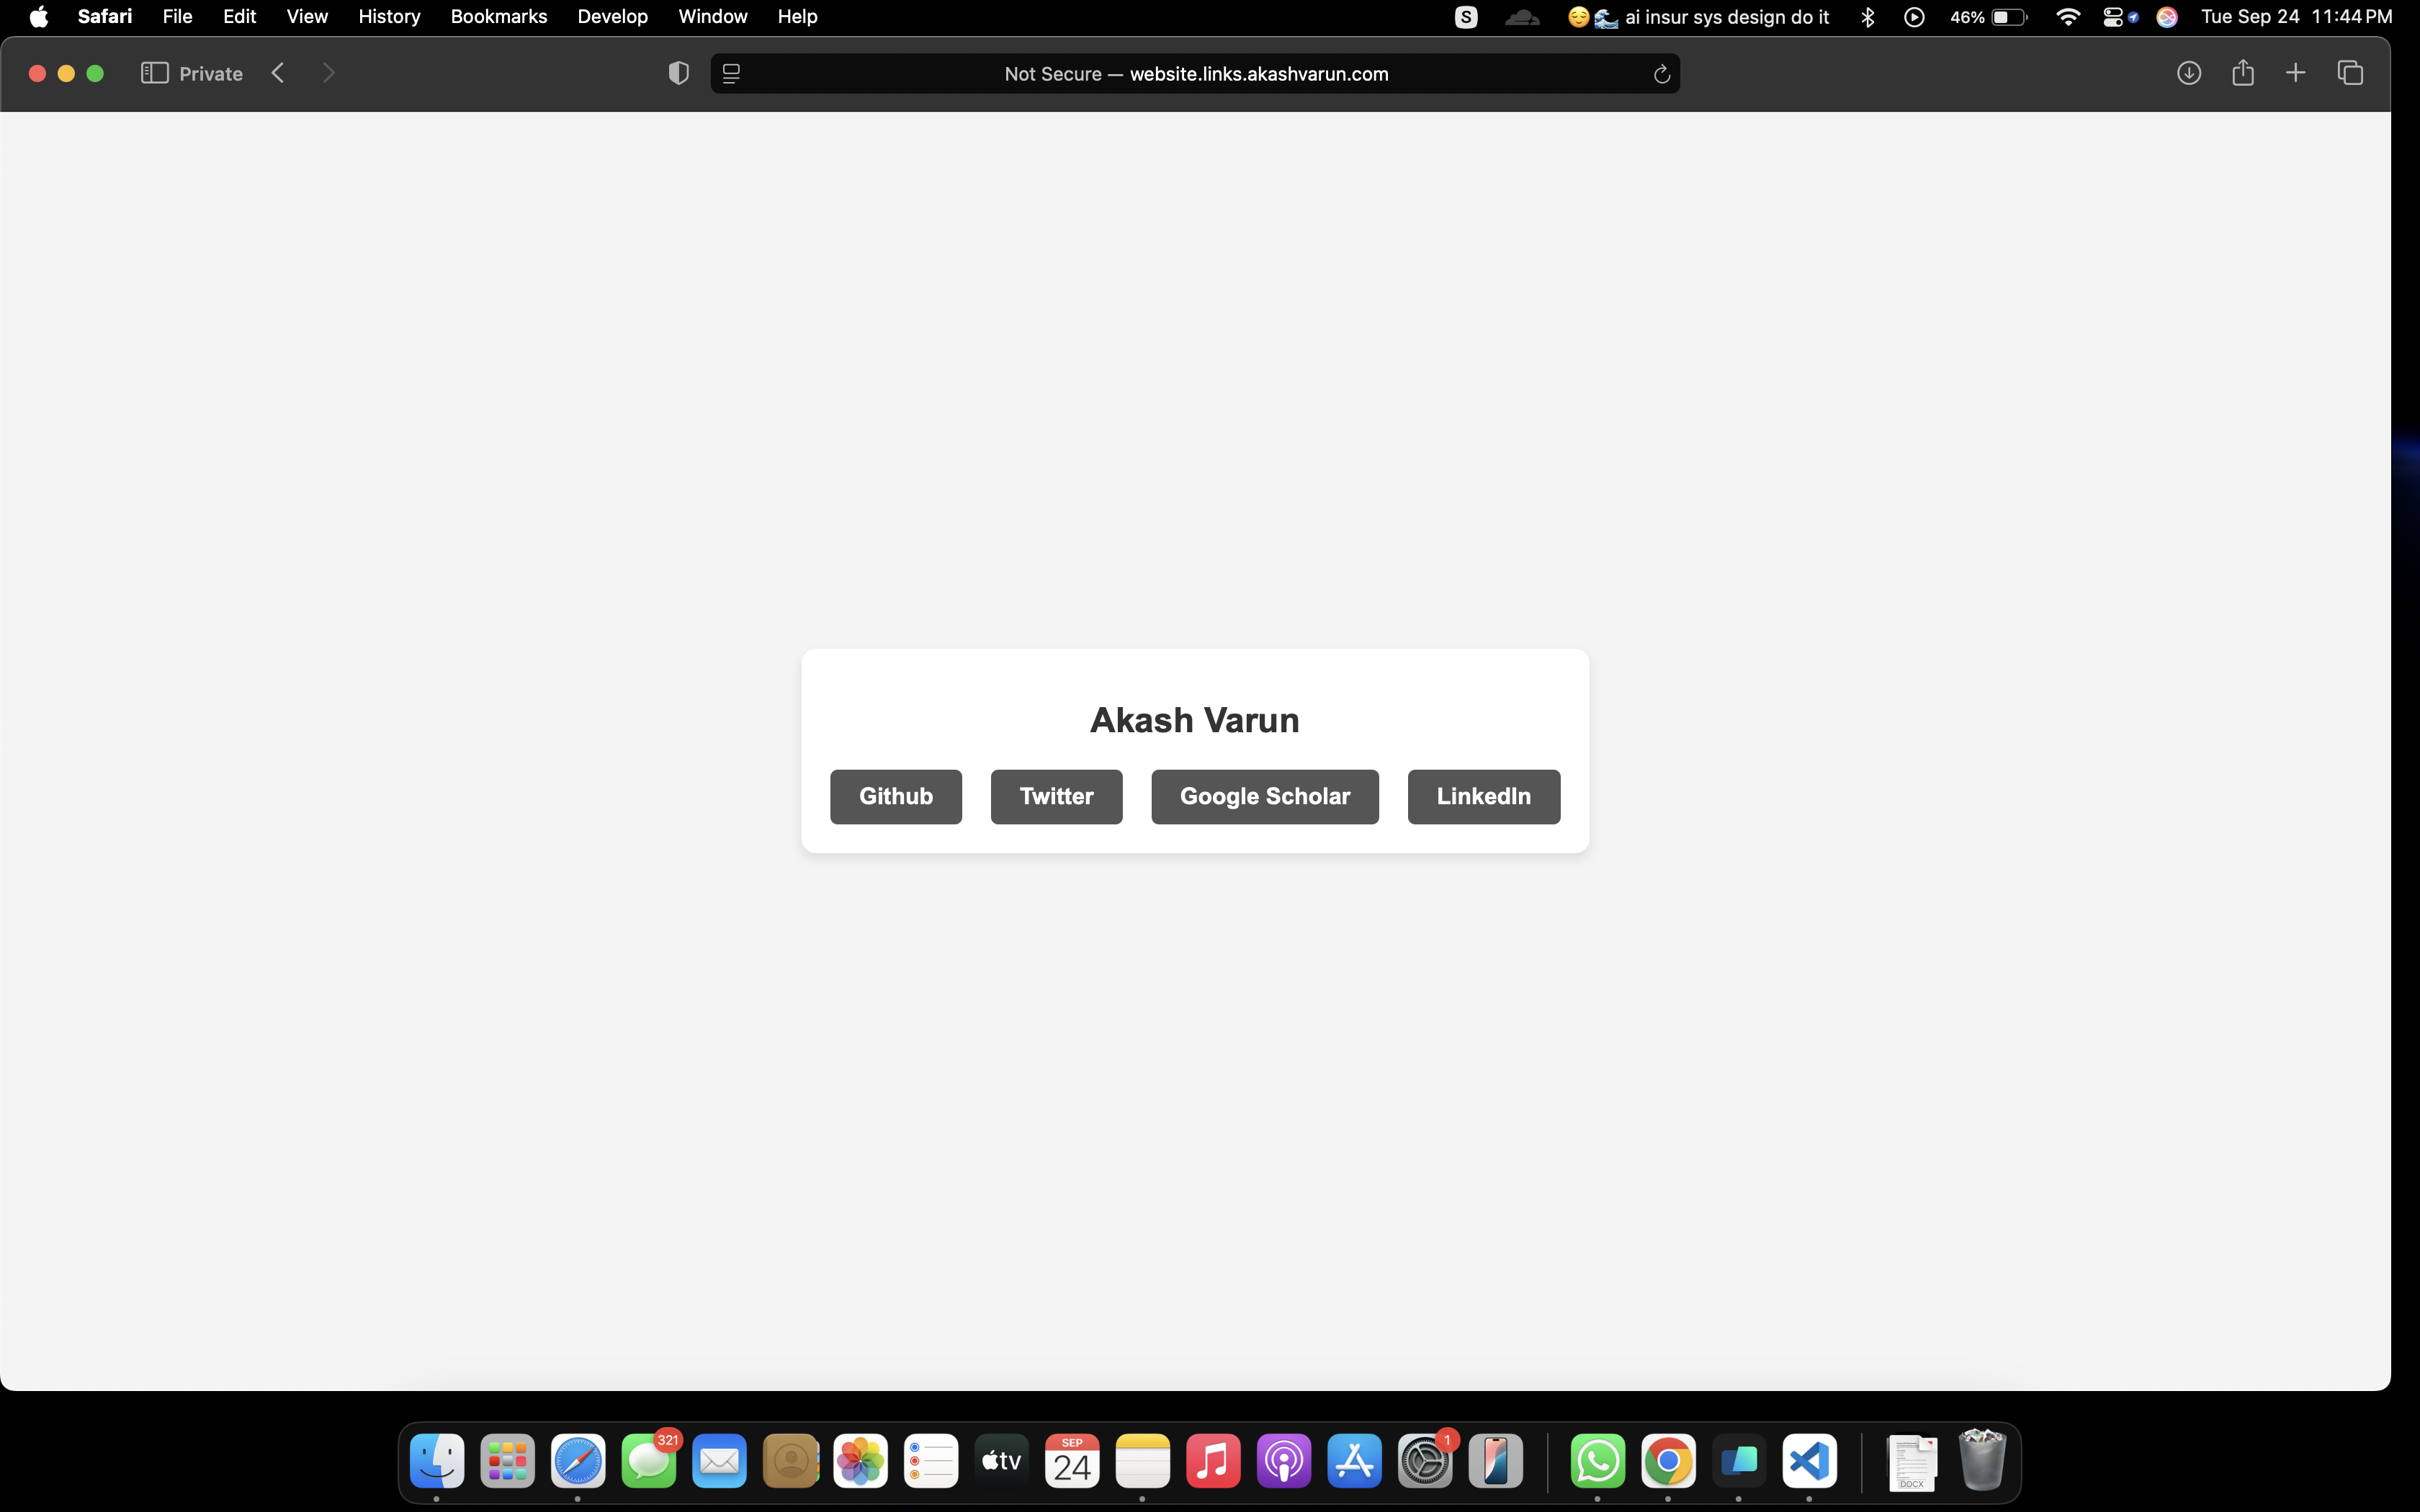 Safari File Edit View History Bookmarks Develop Window Help S 😌🌊 ai insur sys design do it 46% Tue Sep 24 11:44 PM
Private Not Secure — website.links.akashvarun.com
Akash Varun
Github Twitter Google Scholar LinkedIn
321 tv SEP 24 1 DOCX